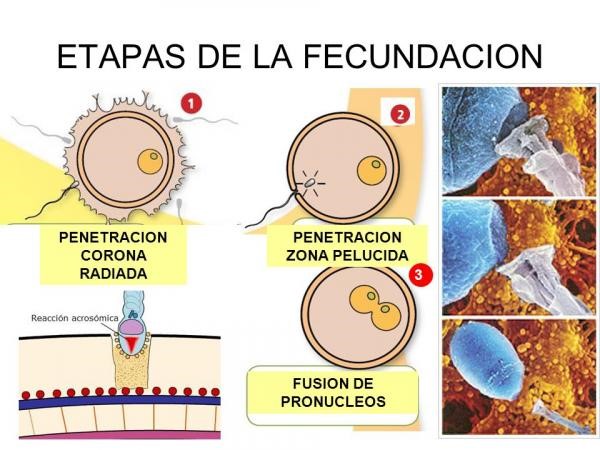 ETAPAS DE LA FECUNDACION
1
2
PENETRACION
CORONA
RADIADA
PENETRACION
ZONA PELUCIDA
3
Reacción acrosómica
FUSION DE
PRONUCLEOS